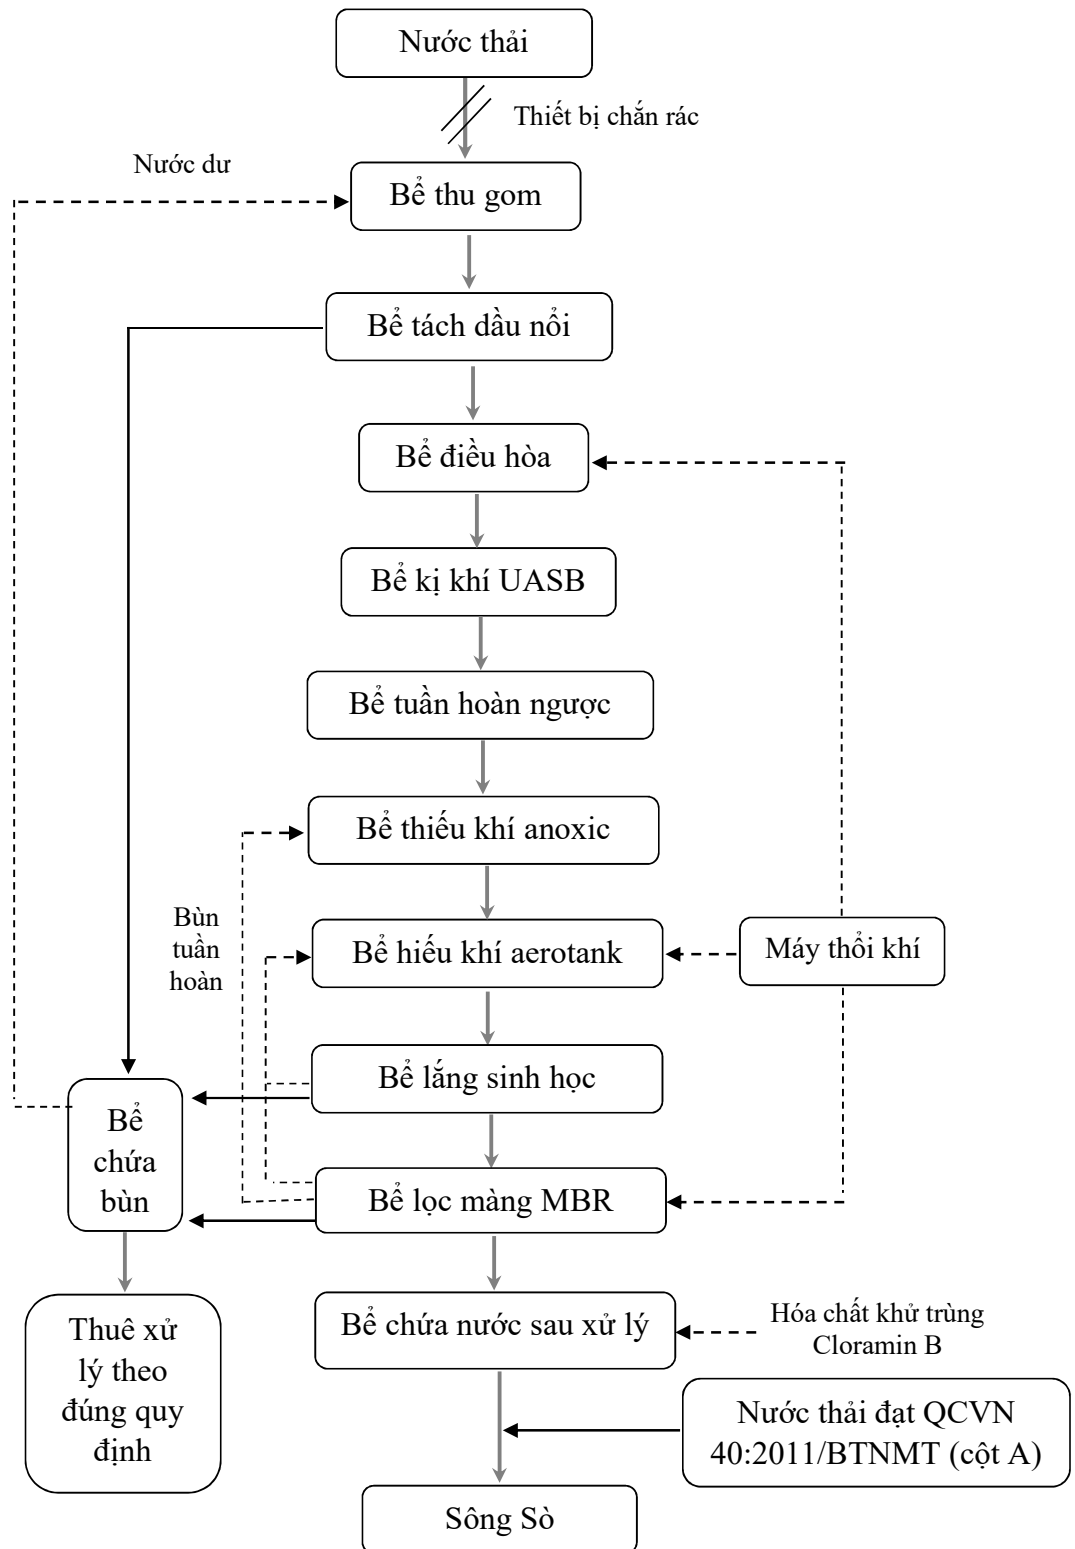 Nước thải
Thiết bị chắn rác
Nước dư
Bể thu gom
Bể tách dầu nổi
Bể điều hòa
Bể kị khí UASB
Bể tuần hoàn ngược
Bể thiếu khí anoxic
Bùn
tuần
hoàn
Bể hiếu khí aerotank
Máy thổi khí
Bể lắng sinh học
Bể
chứa
bùn
Bể lọc màng MBR
Bể chứa nước sau xử lý
Hóa chất khử trùng
Cloramin B
Thuê xử
lý theo
đúng quy
định
Nước thải đạt QCVN
40:2011/BTNMT (cột A)
Sông Sò